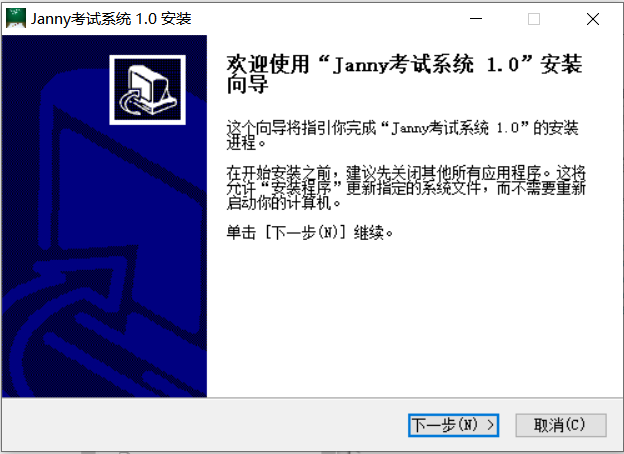 Janny考试系统 1.0 安装
欢迎使用“Janny考试系统 1.0”安装
向导
这个向导将指引你完成“Janny考试系统 1.0”的安装
进程。
在开始安装之前，建议先关闭其他所有应用程序。这将
允许“安装程序”更新指定的系统文件，而不需要重新
启动你的计算机。
单击 [下一步(N)] 继续。
下一步(N) >
取消(C)